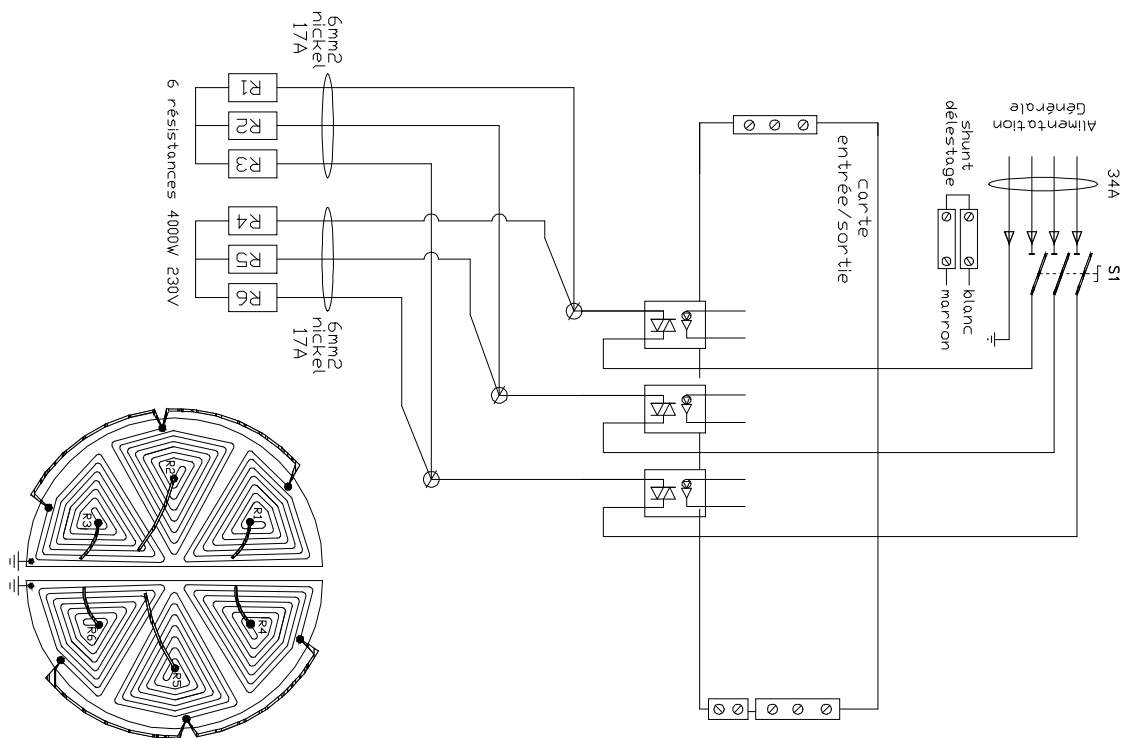 6mm2
nickel
17A
R1
R2
R3
R4
R5
R6
6 résistances 4000W 230V
6mm2
nickel
17A
carte
entrée/sortie
shunt
délestage
marron
blanc
Alimentation
Générale
34A
S1
R2
R3
R1
R6
R4
R5